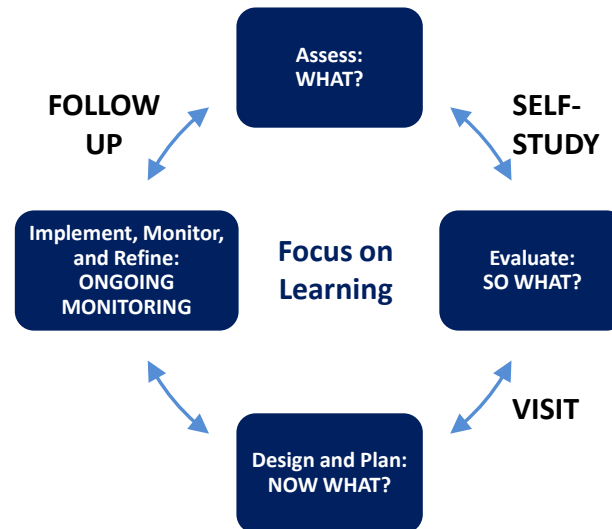 Assess:
WHAT?
FOLLOW
UP
SELF-
STUDY
Implement, Monitor,
and Refine:
ONGOING
MONITORING
Focus on
Learning
Evaluate:
SO WHAT?
VISIT
Design and Plan:
NOW WHAT?